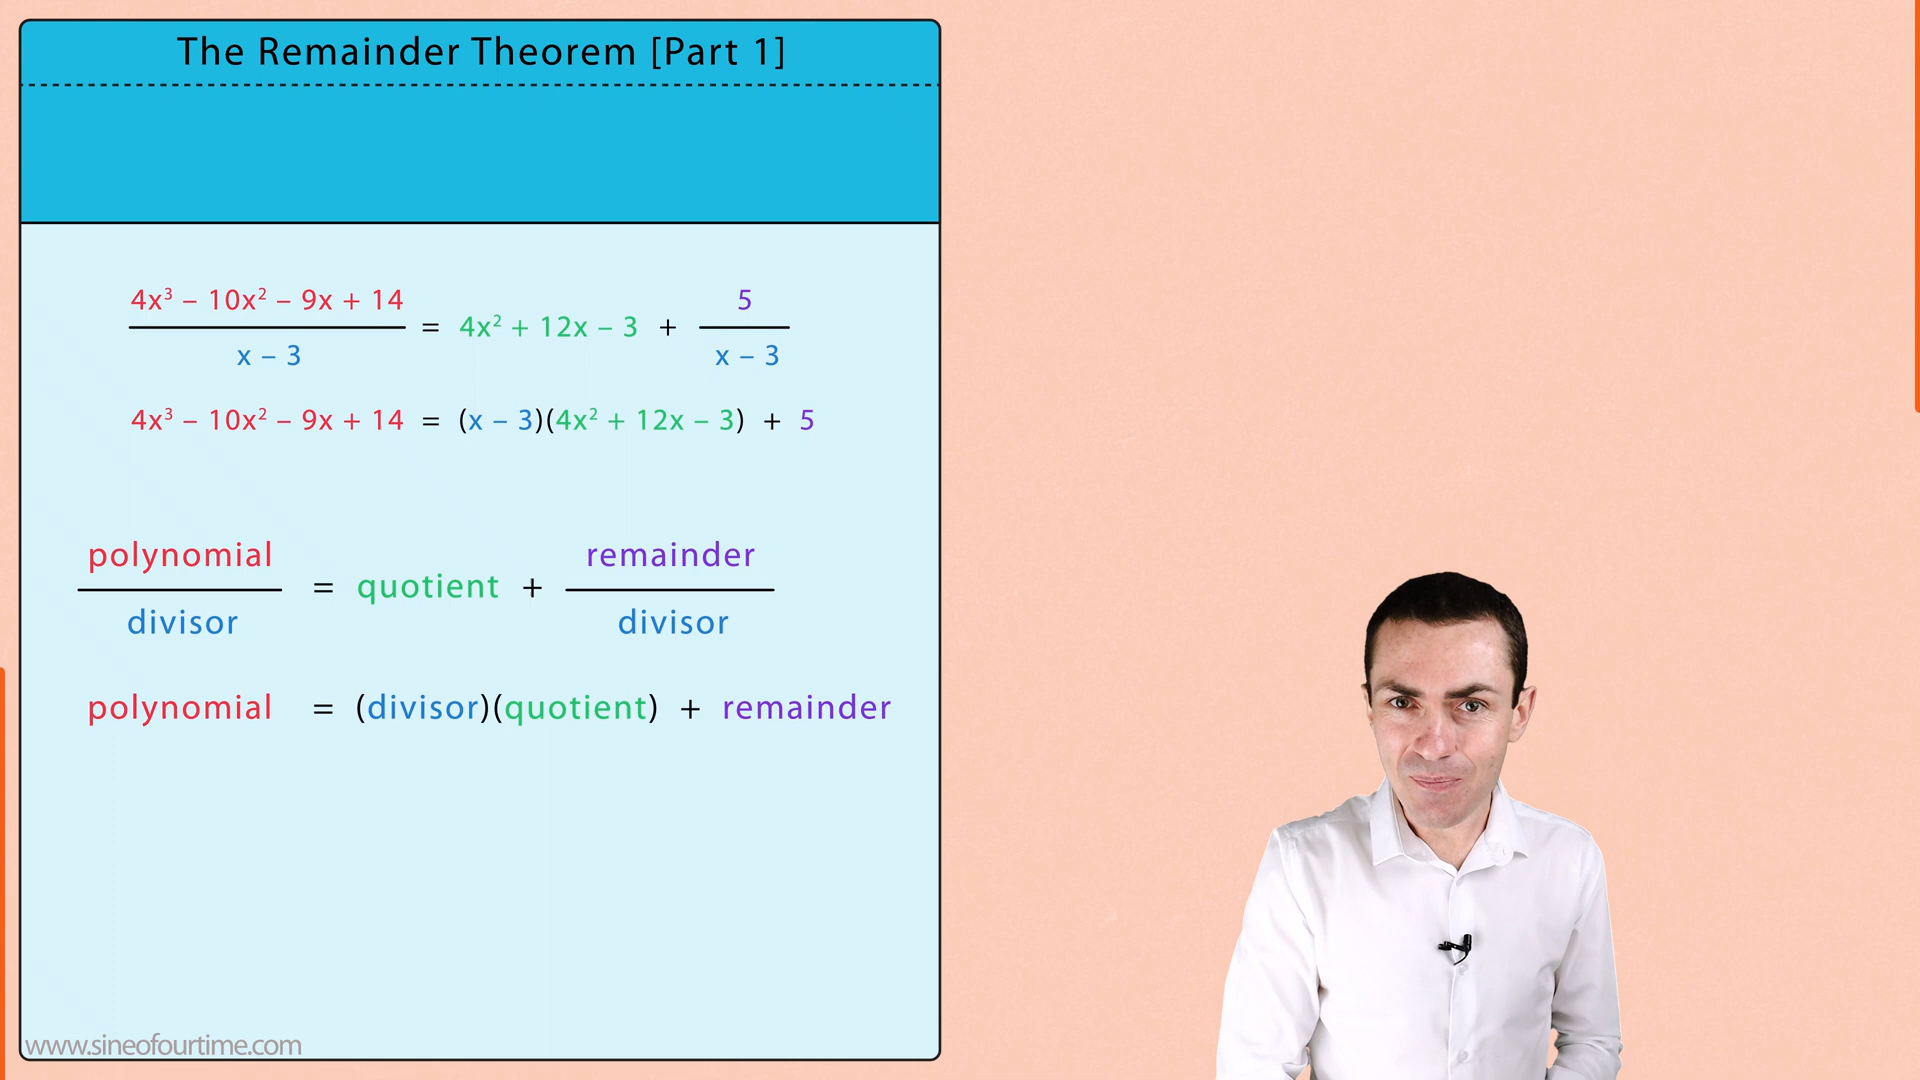 The Remainder Theorem [Part 1]
4x³ – 10x² – 9x + 14
x – 3
= 4x² + 12x – 3 +
5
x – 3
4x³ – 10x² – 9x + 14 = (x – 3)(4x² + 12x – 3) + 5
polynomial
divisor
= quotient +
remainder
divisor
polynomial = (divisor)(quotient) + remainder
www.sineofourtime.com